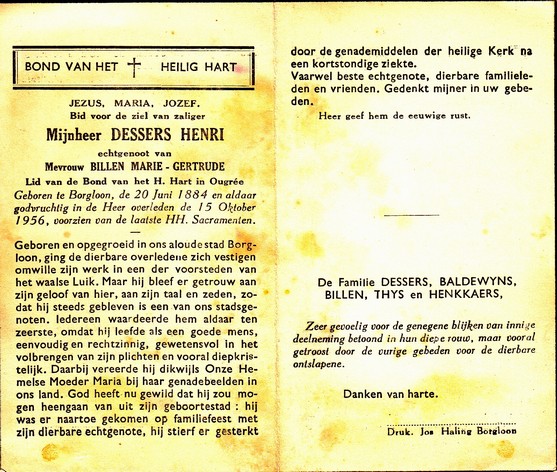 BOND VAN HET † HEILIG HART
JEZUS, MARIA, JOZEF.
Bid voor de ziel van zaliger
Mijnheer DESSERS HENRI
echtgenoot van
Mevrouw BILLEN MARIE - GERTRUDE
Lid van de Bond van het H. Hart in Ougrée
Geboren te Borgloon, de 20 Juni 1884 en aldaar
godvruchtig in de Heer overleden de 15 Oktober
1956, voorzien van de laatste HH. Sacramenten.
Geboren en opgegroeid in ons aloude stad Borg-
loon, ging de dierbare overledene zich vestigen
omwille zijn werk in een der voorsteden van
het waalse Luik. Maar hij bleef er getrouw aan
zijn geloof van hier, aan zijn taal en zeden, zo-
dat hij steeds gebleven is een van ons stadsge-
noten. Iedereen waardeerde hem aldaar ten
zeerste, omdat hij leefde als een goede mens,
eenvoudig en rechtzinnig, gewetensvol in het
volbrengen van zijn plichten en vooral diepkris-
telijk. Daarbij vereerde hij dikwijls Onze He-
melse Moeder Maria bij haar genadebeelden in
ons land. God heeft nu gewild dat hij zou mo-
gen heengaan van uit zijn geboortestad : hij
was er naartoe gekomen op familiefeest met
zijn dierbare echtgenote, hij stierf er gesterkt
door de genademiddelen der heilige Kerk na
een kortstondige ziekte.
Vaarwel beste echtgenote, dierbare familiele-
den en vrienden. Gedenkt mijner in uw gebe-
den.
Heer geef hem de eeuwige rust.
De Familie DESSERS, BALDEWYNS,
BILLEN, THYS en HENKKAERS,
Zeer gevoelig voor de genegene blijken van innige
deelneming betoond in hun diepe rouw, maar vooral
getroost door de vurige gebeden voor de dierbare
ontslapene.
Danken van harte.
Druk. Jos Haling Borgloon